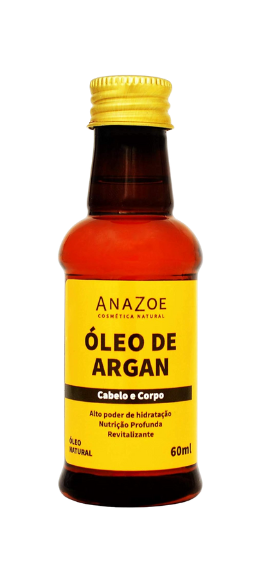 ANAZOE
COSMÉTICA NATURAL
ÓLEO DE
ARGAN
Cabelo e Corpo
Alto poder de hidratação
Nutrição Profunda
Revitalizante
ÓLEO
NATURAL
60ml